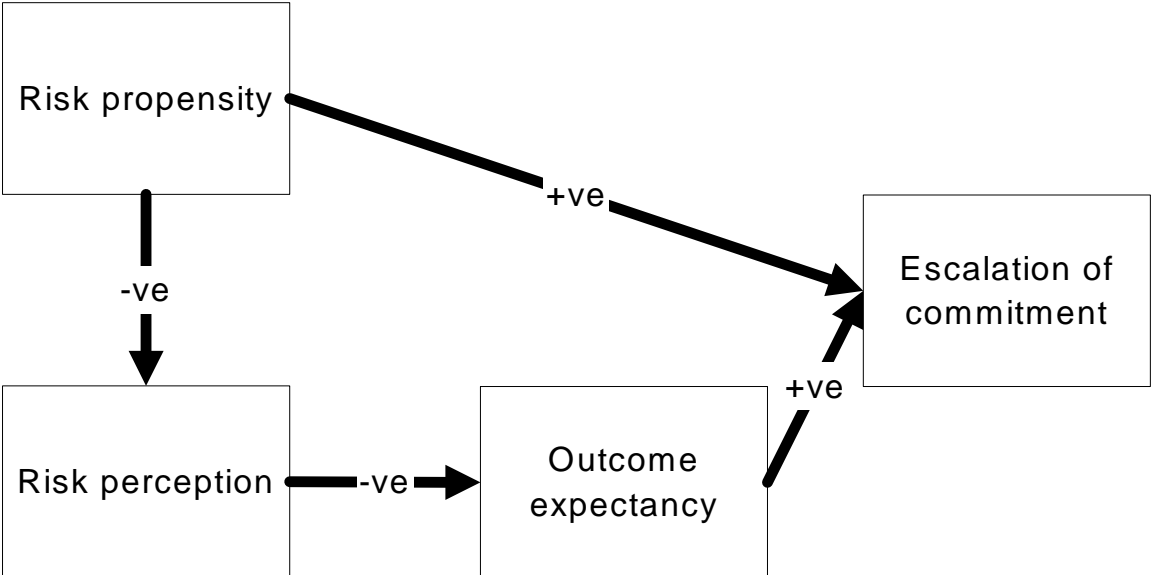 Risk propensity
+ve
Escalation of
commitment
-ve
+ve
Risk perception
-ve
Outcome
expectancy